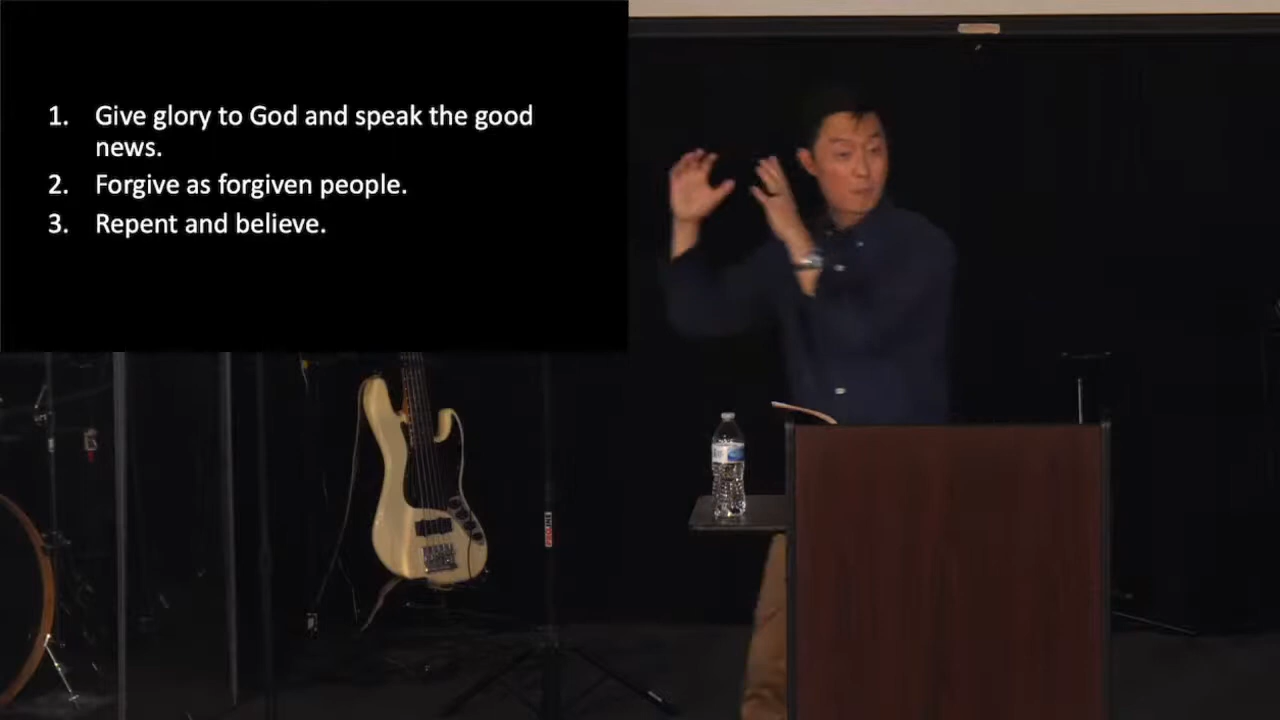 1. Give glory to God and speak the good
news.
2. Forgive as forgiven people.
3. Repent and believe.